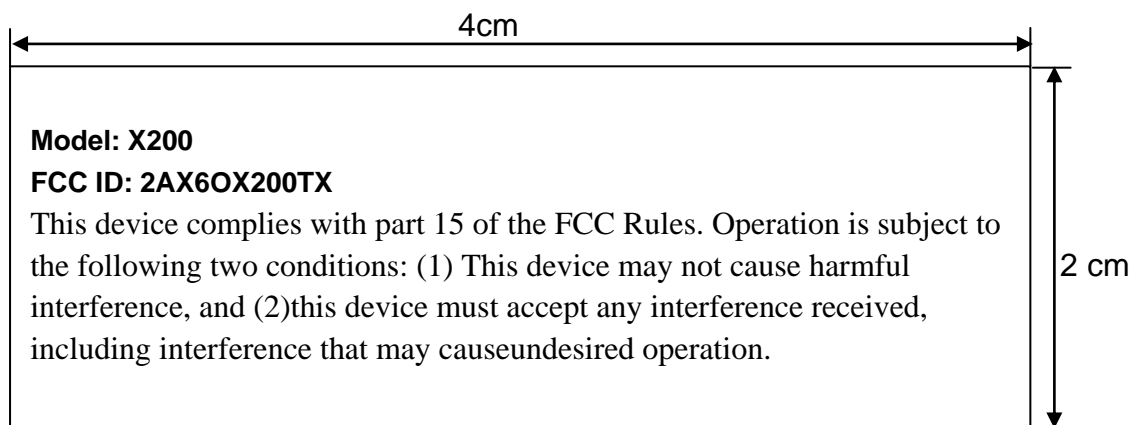 4cm
Model: X200
FCC ID: 2AX6OX200TX
This device complies with part 15 of the FCC Rules. Operation is subject to
the following two conditions: (1) This device may not cause harmful
interference, and (2)this device must accept any interference received,
including interference that may causeundesired operation.
2 cm